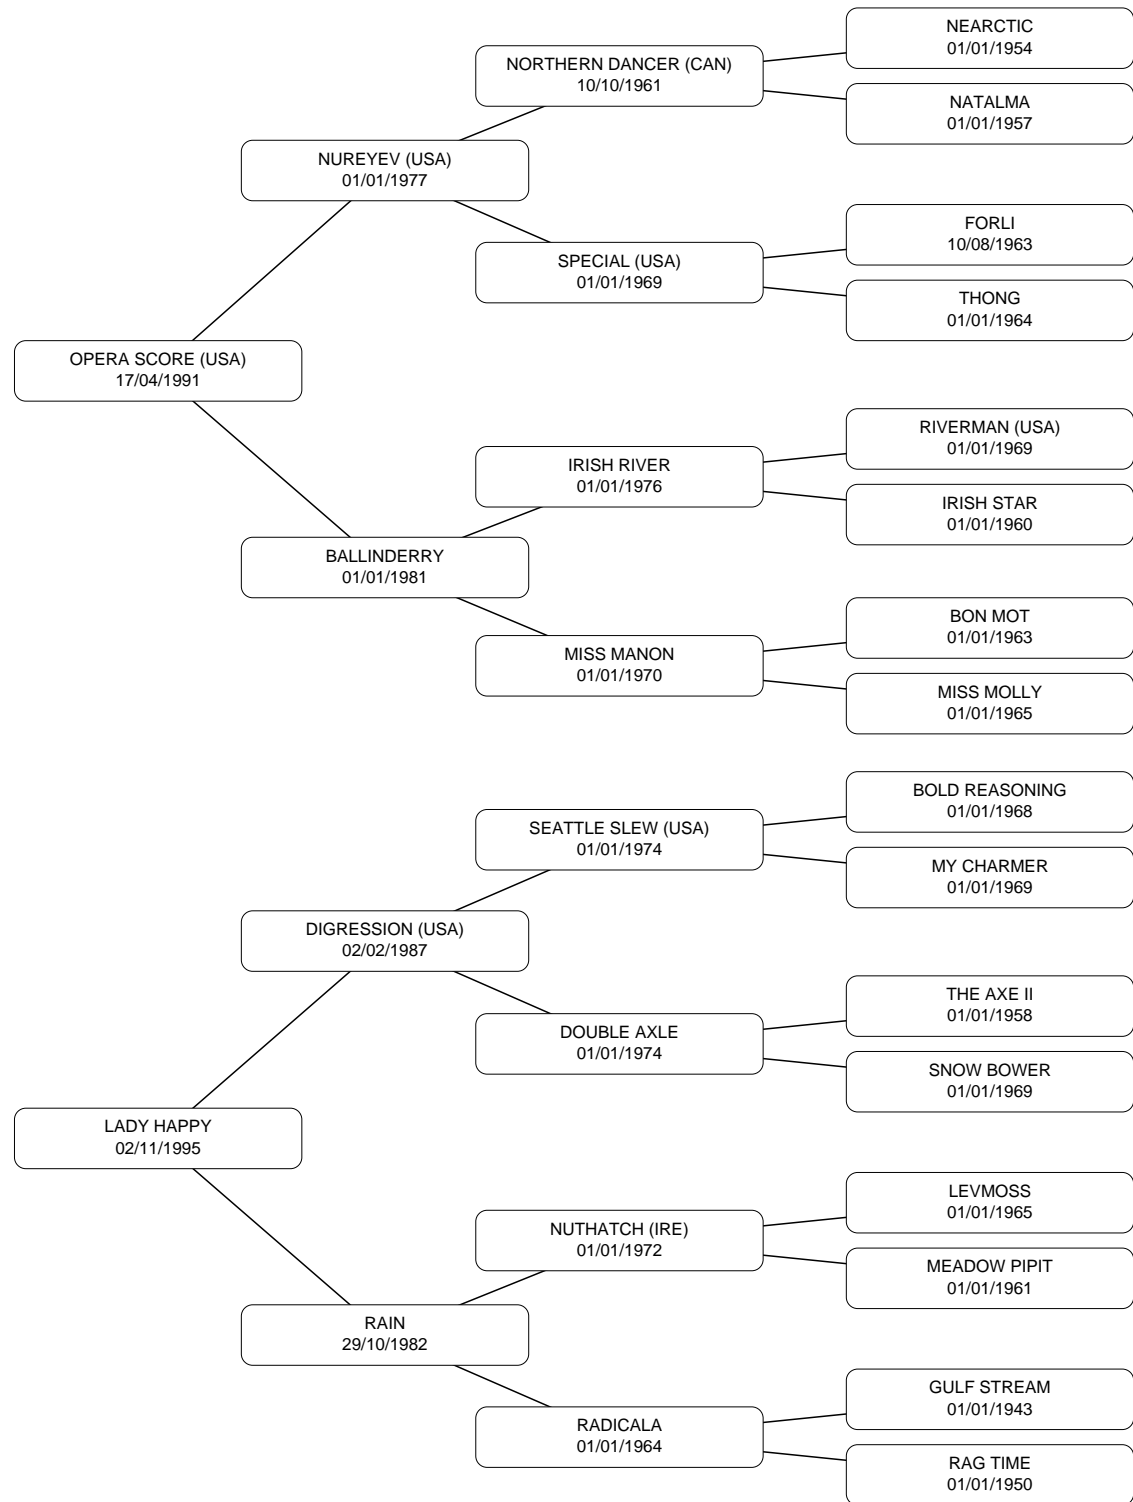 NEARCTIC
01/01/1954
NORTHERN DANCER (CAN)
10/10/1961
NATALMA
01/01/1957
NUREYEV (USA)
01/01/1977
FORLI
10/08/1963
SPECIAL (USA)
01/01/1969
THONG
01/01/1964
OPERA SCORE (USA)
17/04/1991
RIVERMAN (USA)
01/01/1969
IRISH RIVER
01/01/1976
IRISH STAR
01/01/1960
BALLINDERRY
01/01/1981
BON MOT
01/01/1963
MISS MANON
01/01/1970
MISS MOLLY
01/01/1965
BOLD REASONING
01/01/1968
SEATTLE SLEW (USA)
01/01/1974
MY CHARMER
01/01/1969
DIGRESSION (USA)
02/02/1987
THE AXE II
01/01/1958
DOUBLE AXLE
01/01/1974
SNOW BOWER
01/01/1969
LADY HAPPY
02/11/1995
LEVMOSS
01/01/1965
NUTHATCH (IRE)
01/01/1972
MEADOW PIPIT
01/01/1961
RAIN
29/10/1982
GULF STREAM
01/01/1943
RADICALA
01/01/1964
RAG TIME
01/01/1950